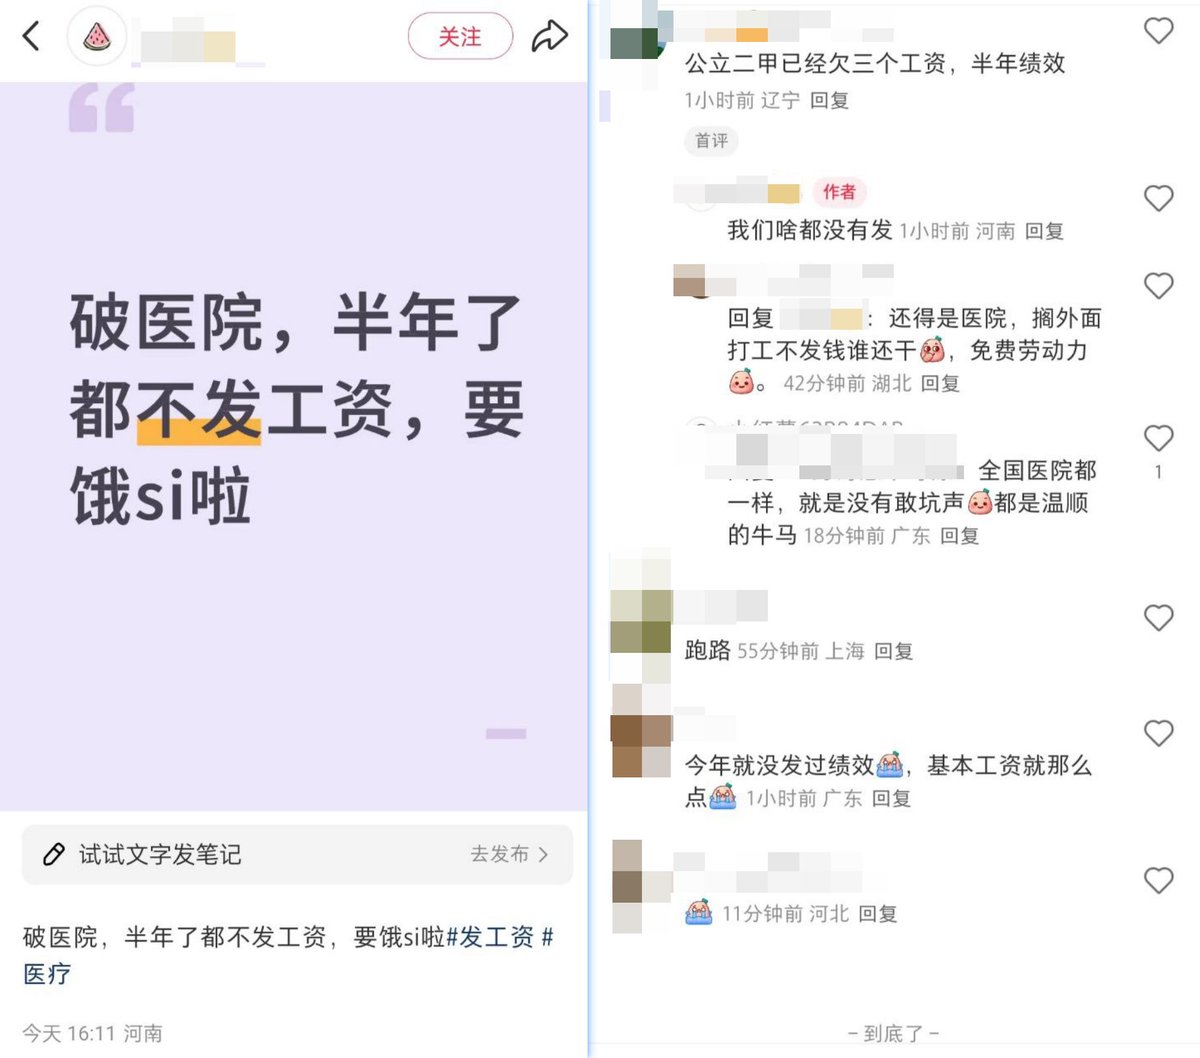 关注
破医院，半年了
都不发工资，要
饿si啦
试试文字发笔记
去发布
破医院，半年了都不发工资，要饿si啦#发工资 #
医疗
今天 16:11 河南
公立二甲已经欠三个工资，半年绩效
1小时前 辽宁 回复
首评
作者
我们啥都没有发 1小时前 河南 回复
回复 ：还得是医院，搁外面
打工不发钱谁还干，免费劳动力
。 42分钟前 湖北 回复
全国医院都
一样，就是没有敢坑声都是温顺
的牛马 18分钟前 广东 回复
1
跑路 55分钟前 上海 回复
今年就没发过绩效，基本工资就那么
点 1小时前 广东 回复
11分钟前 河北 回复
- 到底了 -